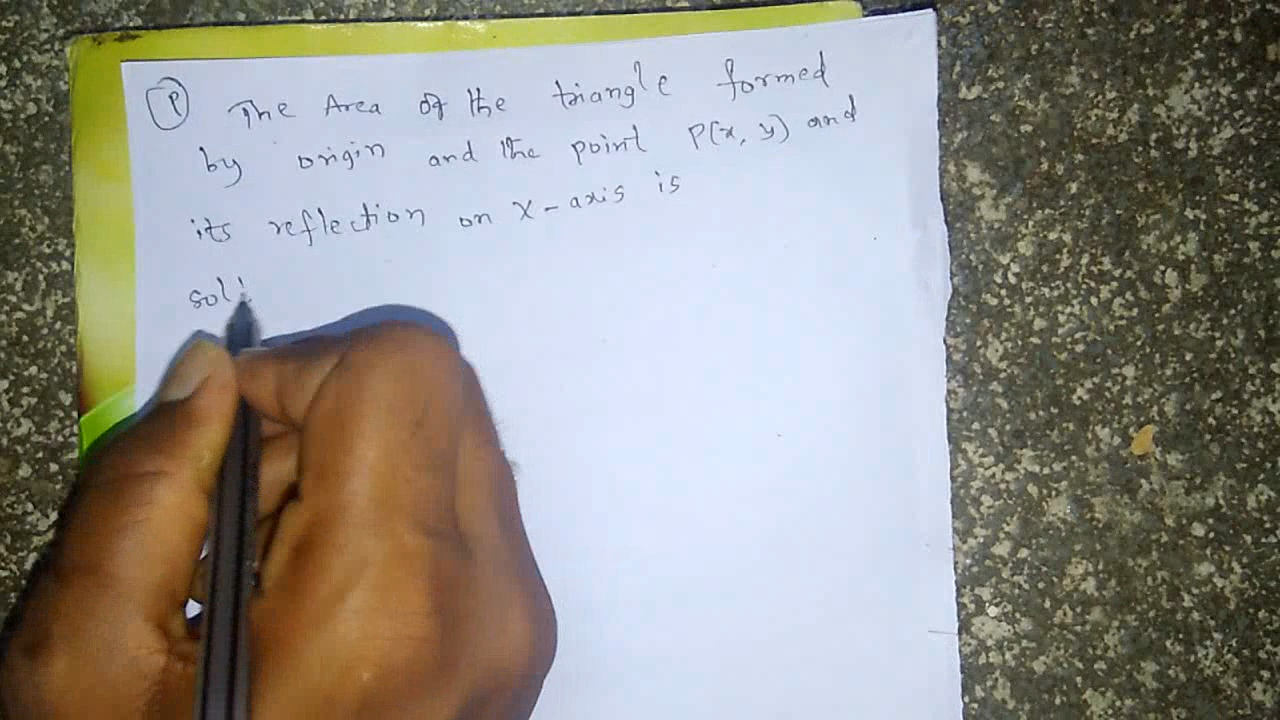 P The Area of the triangle formed
by origin and the point P(x, y) and
its reflection on X-axis is
sol: